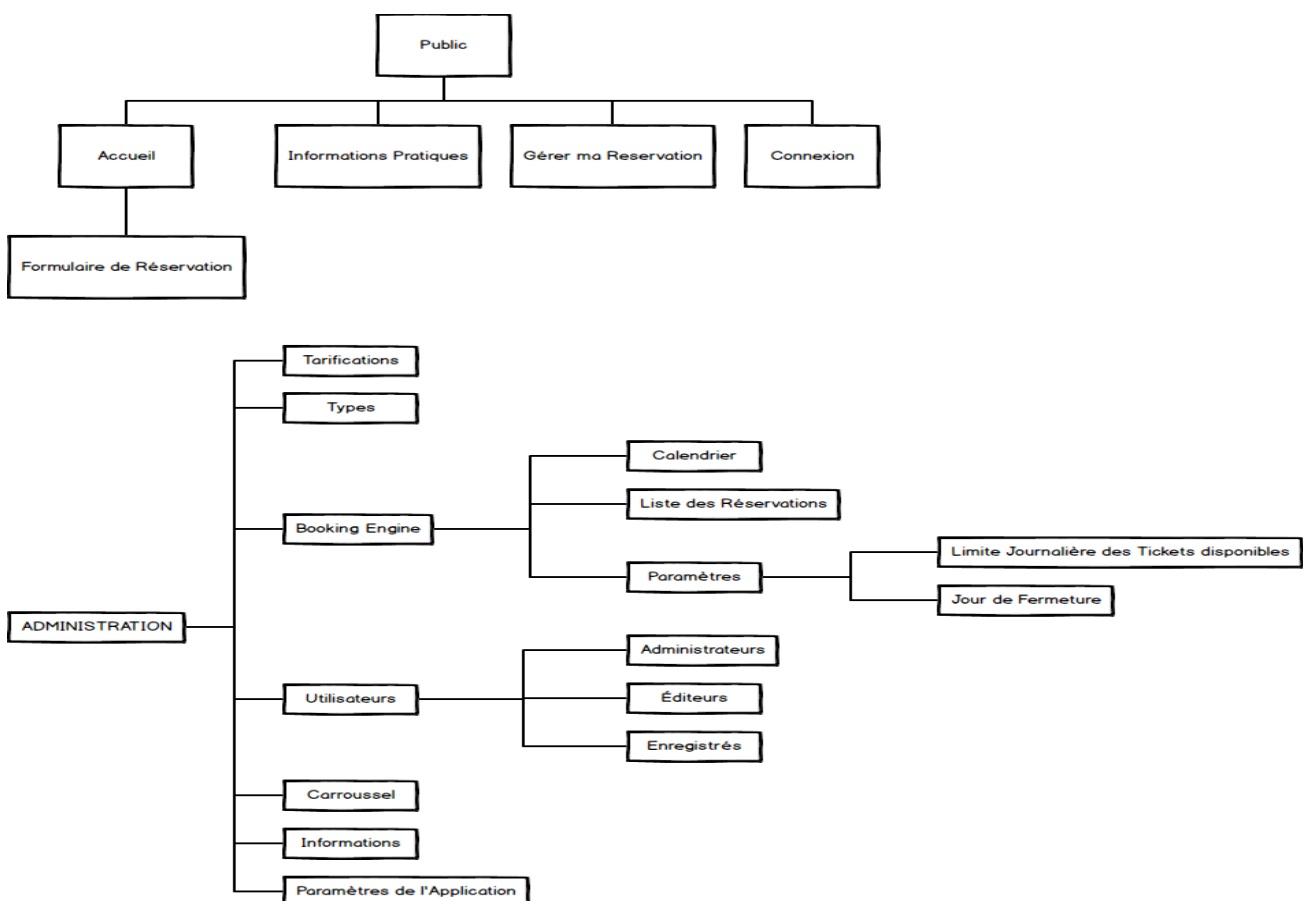 Public
Accueil
Informations Pratiques
Gérer ma Reservation
Connexion
Formulaire de Réservation
Tarifications
Types
Calendrier
Liste des Réservations
Booking Engine
Limite Journalière des Tickets disponibles
Paramètres
Jour de Fermeture
ADMINISTRATION
Administrateurs
Utilisateurs
Éditeurs
Enregistrés
Carroussel
Informations
Paramètres de l'Application